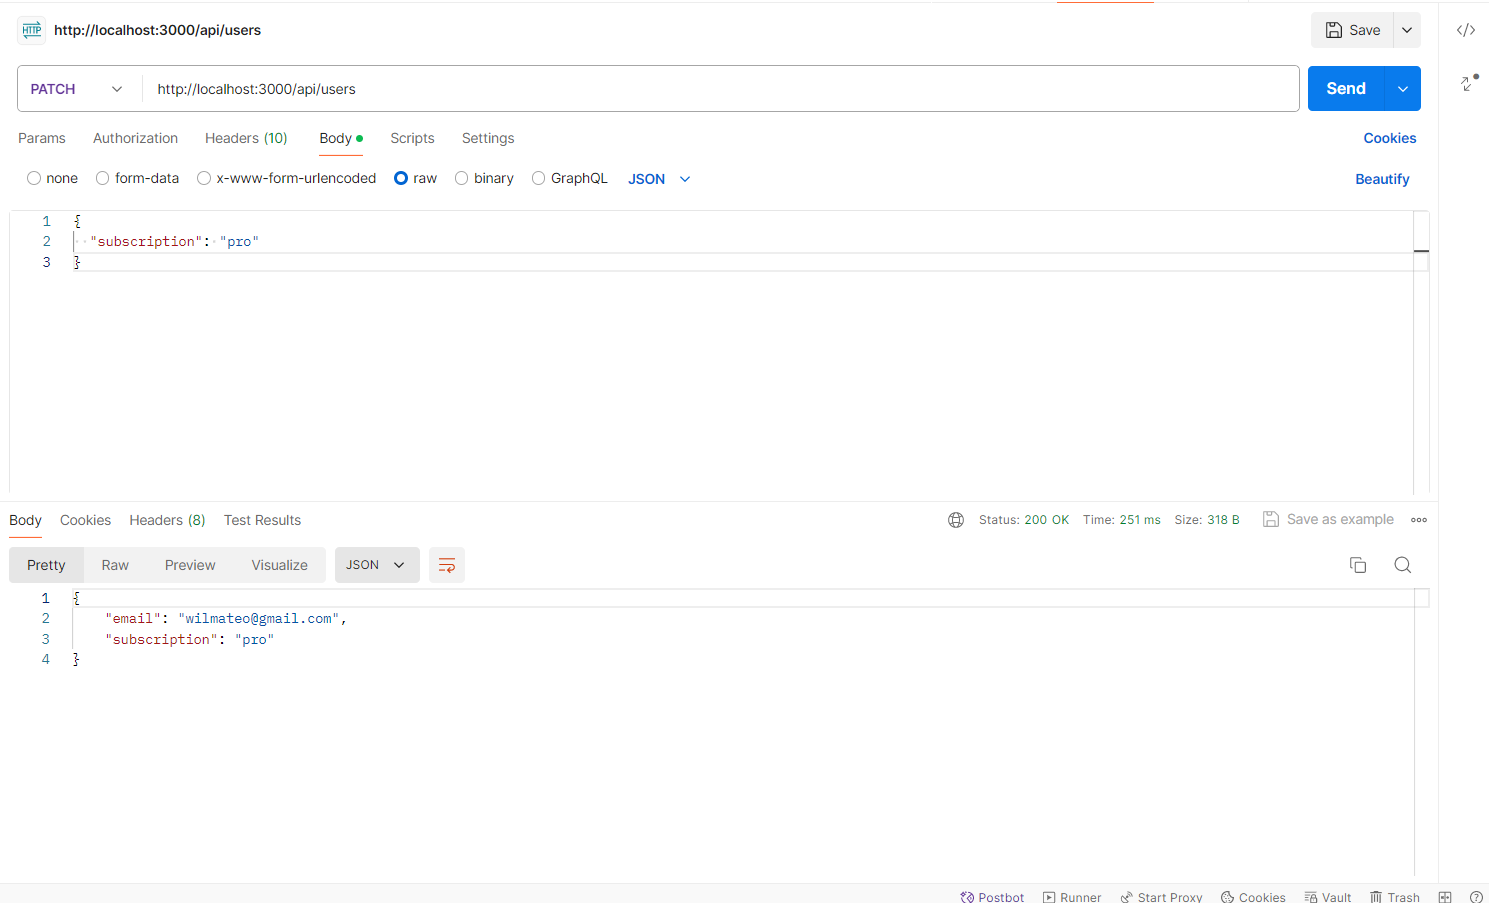 HTTP http://localhost:3000/api/users Save
PATCH http://localhost:3000/api/users Send
Params Authorization Headers (10) Body Scripts Settings Cookies
none form-data x-www-form-urlencoded raw binary GraphQL JSON Beautify
1 {
2 "subscription": "pro"
3 }
Body Cookies Headers (8) Test Results Status: 200 OK Time: 251 ms Size: 318 B Save as example
Pretty Raw Preview Visualize JSON
1 {
2 "email": "wilmateo@gmail.com",
3 "subscription": "pro"
4 }
Postbot Runner Start Proxy Cookies Vault Trash